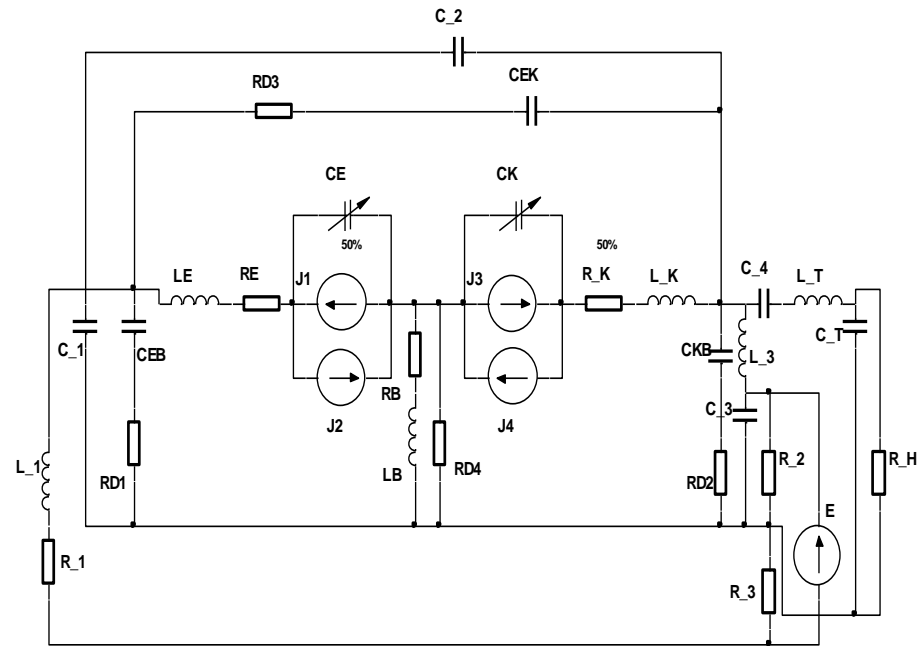 C_2
CEK
RD3
CE
CK
50%
50%
LE
RE
J1
J3
R_K
L_K
C_4
L_T
C_1
CEB
CKB
L_3
C_T
RB
J2
J4
C_3
L_1
RD1
LB
RD4
RD2
R_2
R_H
E
R_1
R_3